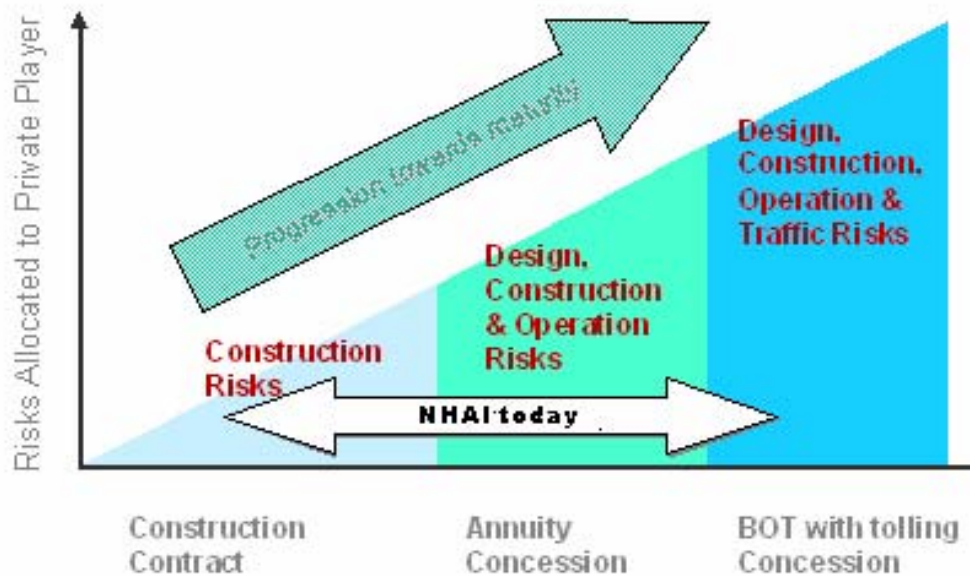 Risks Allocated to Private Player
Progression towards maturity
Design,
Construction,
Operation &
Traffic Risks
Design,
Construction
& Operation
Risks
Construction
Risks
NHAI today
Construction
Contract
Annuity
Concession
BOT with tolling
Concession